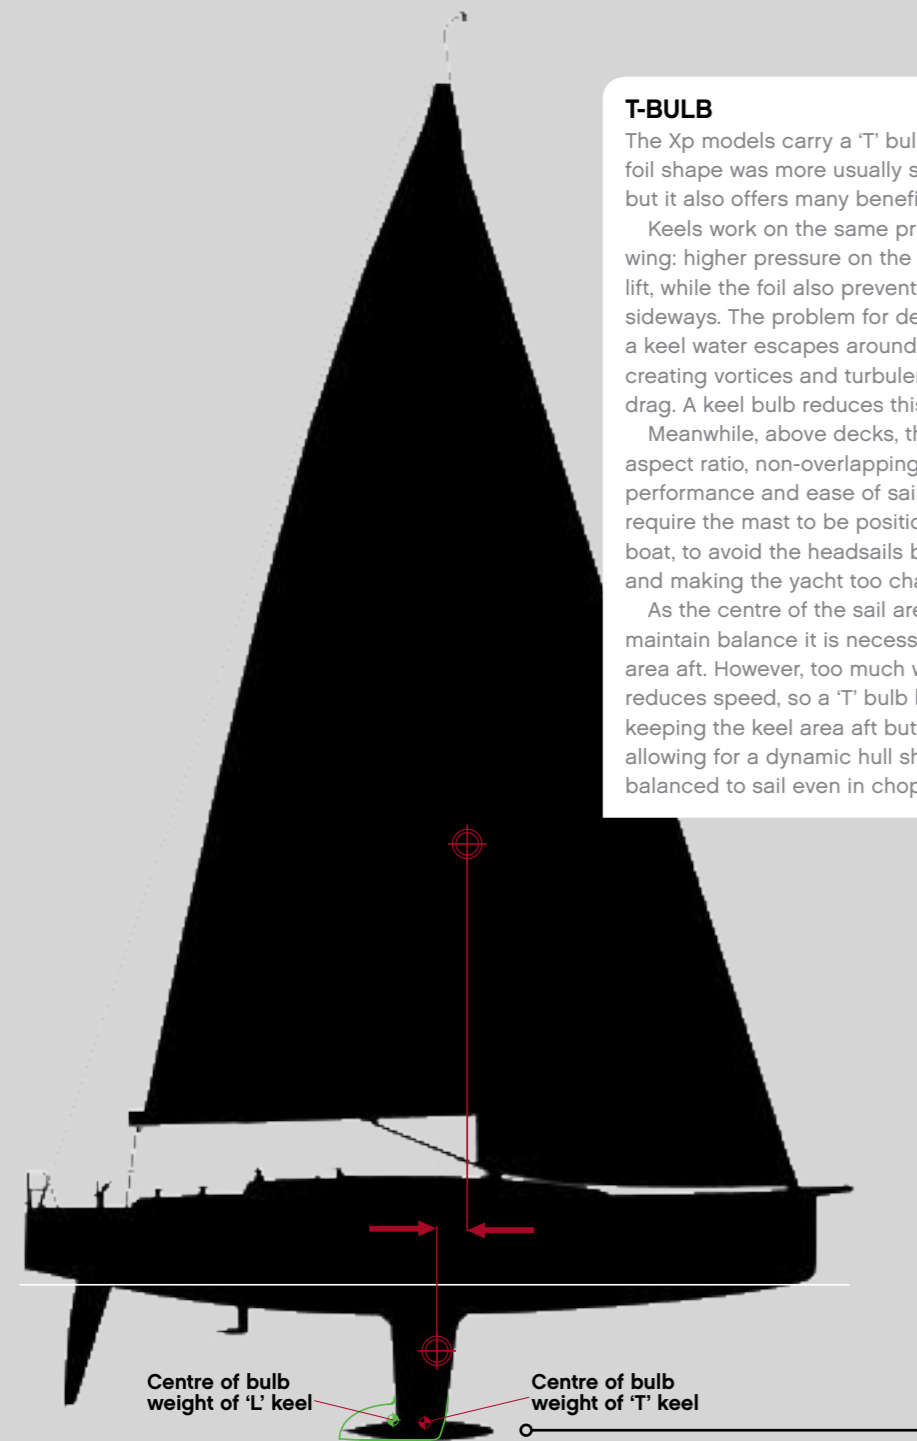 T-BULB
The Xp models carry a ‘T’ bul
foil shape was more usually s
but it also offers many benefi
Keels work on the same pr
wing: higher pressure on the
lift, while the foil also prevent
sideways. The problem for de
a keel water escapes around
creating vortices and turbule
drag. A keel bulb reduces this
Meanwhile, above decks, th
aspect ratio, non-overlapping
performance and ease of sai
require the mast to be positio
boat, to avoid the headsails b
and making the yacht too cha
As the centre of the sail are
maintain balance it is necess
area aft. However, too much w
reduces speed, so a ‘T’ bulb
keeping the keel area aft but
allowing for a dynamic hull sh
balanced to sail even in chop
Centre of bulb
weight of ‘L’ keel
Centre of bulb
weight of ‘T’ keel